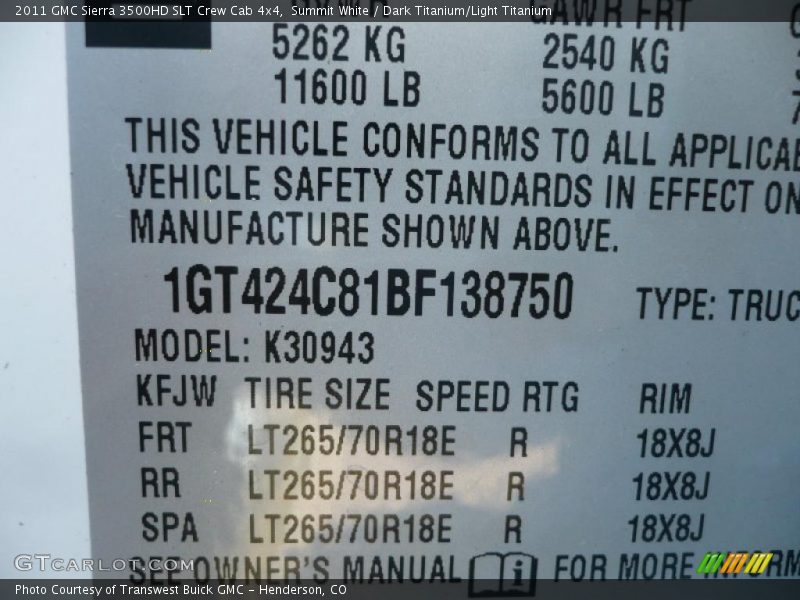 2011 GMC Sierra 3500HD SLT Crew Cab 4x4,  Summit White / Dark Titanium/Light Titanium
GAWR FRT
5262 KG 2540 KG
11600 LB 5600 LB
THIS VEHICLE CONFORMS TO ALL
VEHICLE SAFETY STANDARDS IN EFFECT ON
MANUFACTURE SHOWN ABOVE.
1GT424C81BF138750 TYPE: TRUC
MODEL: K30943
KFJW TIRE SIZE SPEED RTG RIM
FRT LT265/70R18E R 18X8J
RR LT265/70R18E R 18X8J
SPA LT265/70R18E R 18X8J
SEE OWNER'S MANUAL i FOR MORE
GTCARLOT.COM
Photo Courtesy of Transwest Buick GMC – Henderson, CO